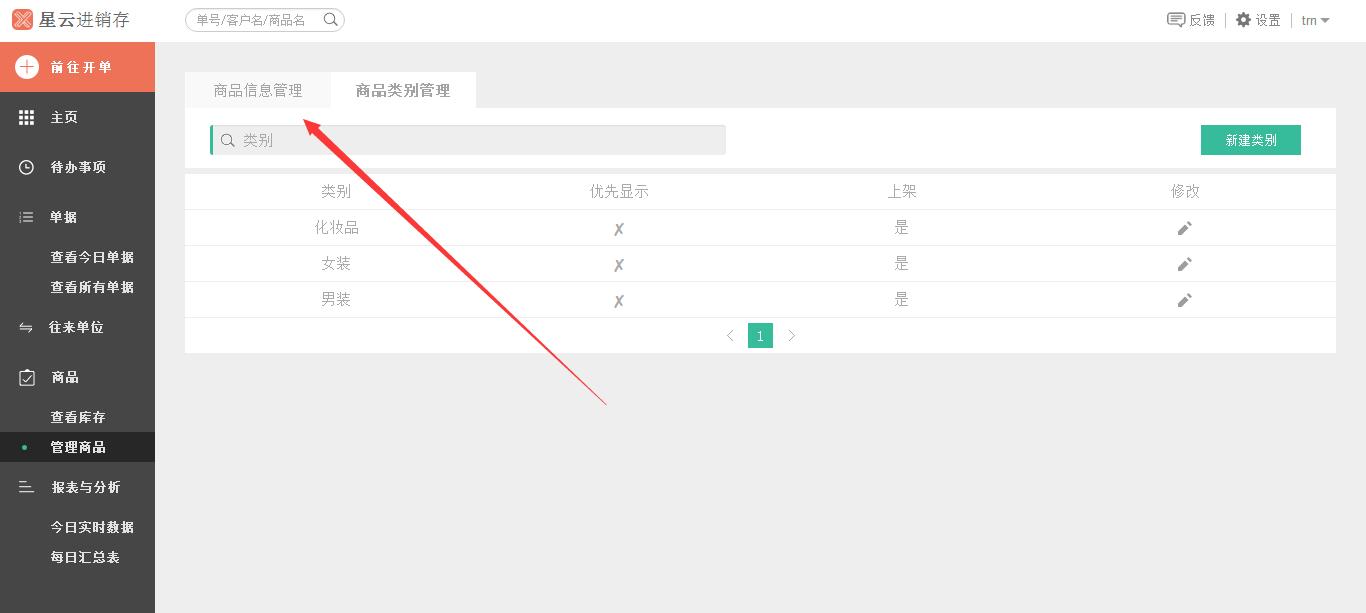 星云进销存
单号/客户名/商品名
反馈
设置
trn
前往开单
主页
待办事项
单据
查看今日单据
查看所有单据
往来单位
商品
查看库存
管理商品
报表与分析
今日实时数据
每日汇总表
商品信息管理 商品类别管理
类别
新建类别
类别 优先显示 上架 修改
化妆品 ✗ 是
女装 ✗ 是
男装 ✗ 是
1